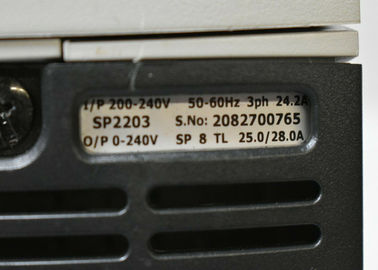 I/P 200-240V 50-60Hz 3ph 24.2A
SP2203 S.No: 2082700765
O/P 0-240V SP 8 TL 25.0/28.0A